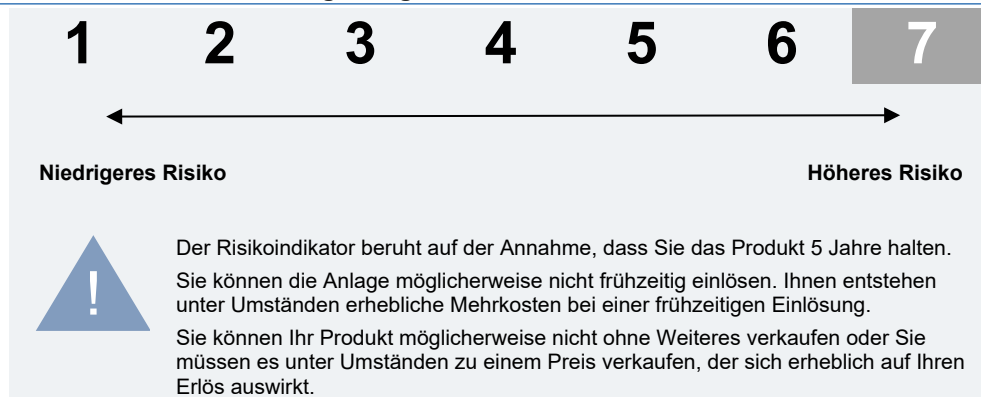 1 2 3 4 5 6 7
Niedrigeres Risiko Höheres Risiko
!
Der Risikoindikator beruht auf der Annahme, dass Sie das Produkt 5 Jahre halten.
Sie können die Anlage möglicherweise nicht frühzeitig einlösen. Ihnen entstehen
unter Umständen erhebliche Mehrkosten bei einer frühzeitigen Einlösung.
Sie können Ihr Produkt möglicherweise nicht ohne Weiteres verkaufen oder Sie
müssen es unter Umständen zu einem Preis verkaufen, der sich erheblich auf Ihren
Erlös auswirkt.